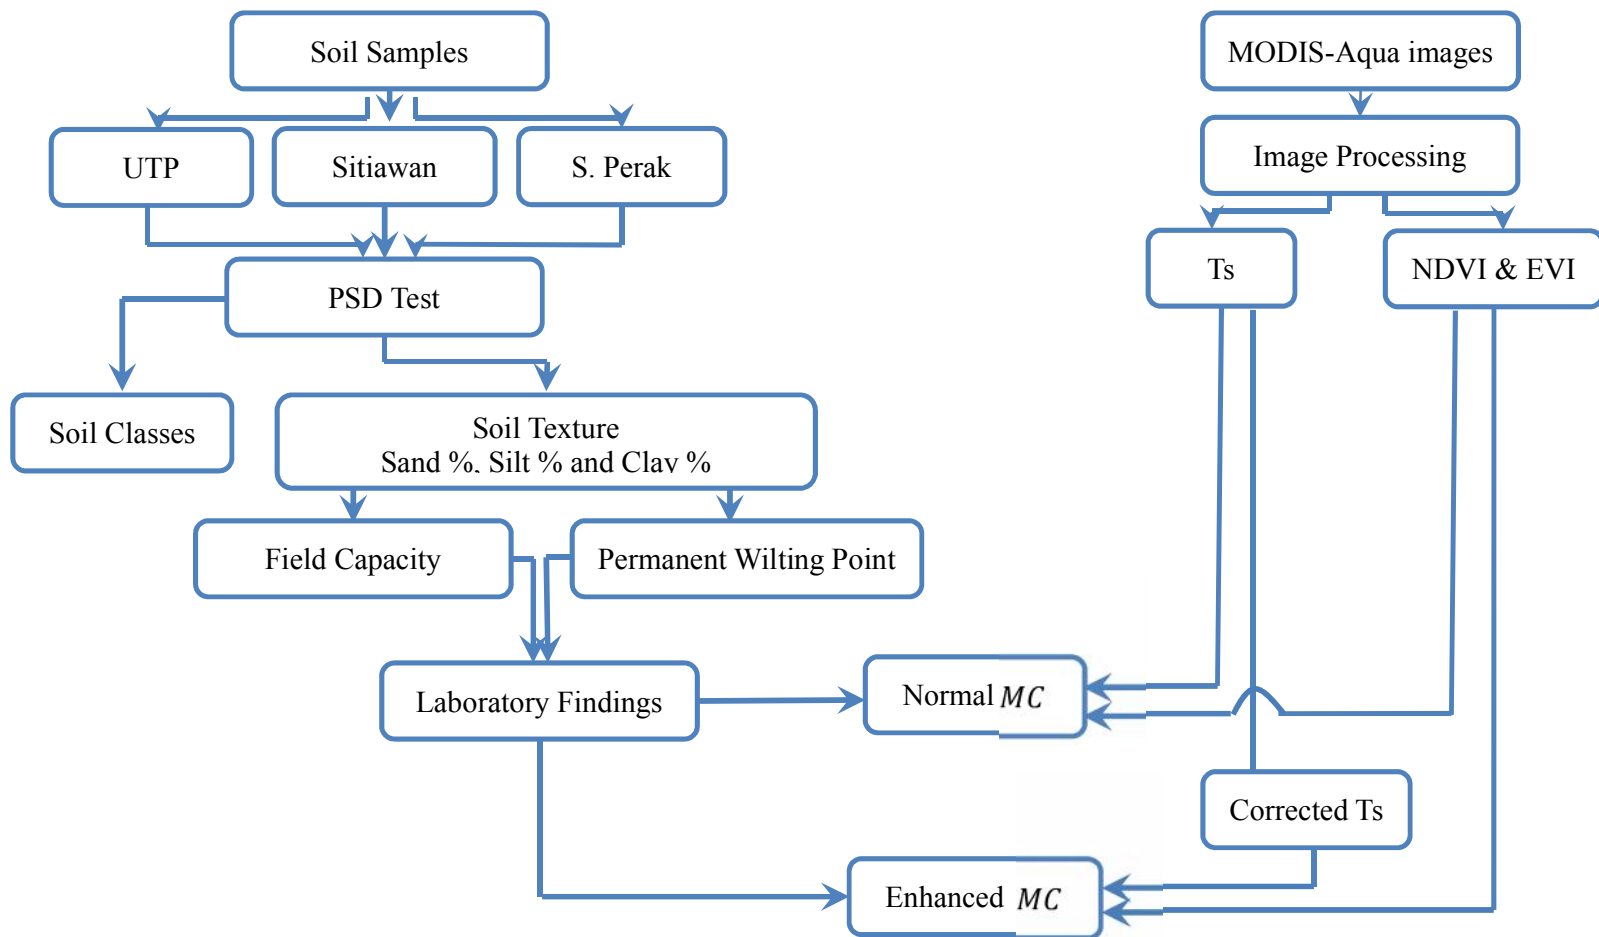 Soil Samples
MODIS-Aqua images
UTP
Sitiawan
S. Perak
Image Processing
PSD Test
Ts
NDVI & EVI
Soil Classes
Soil Texture
Sand %, Silt % and Clay %
Field Capacity
Permanent Wilting Point
Laboratory Findings
Normal MC
Corrected Ts
Enhanced MC